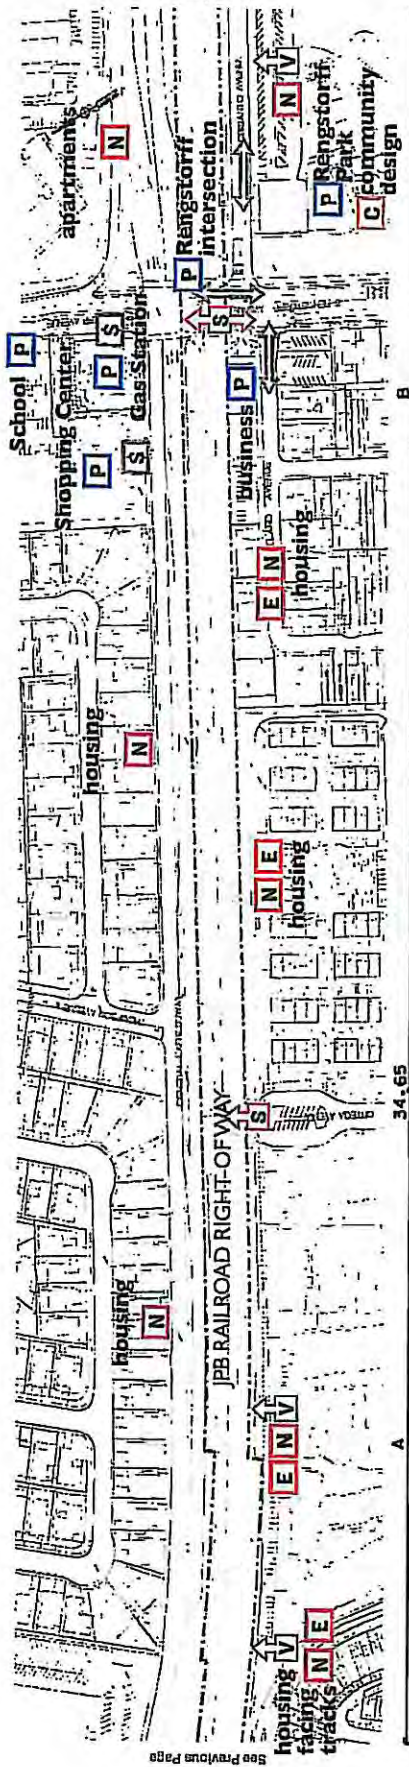 See Previous Page
School
P
Shopping Center
P
P
$
$
Gas Station
apartments
N
housing
N
housing
N
P
Rengstorff
intersection
S
business
P
JPB RAILROAD RIGHT-OF-WAY
S
housing
facing
tracks
V
N
E
E
N
V
N
E
housing
E
N
housing
N
V
P
Rengstorff
Park
C
community
design
A
34.65
B